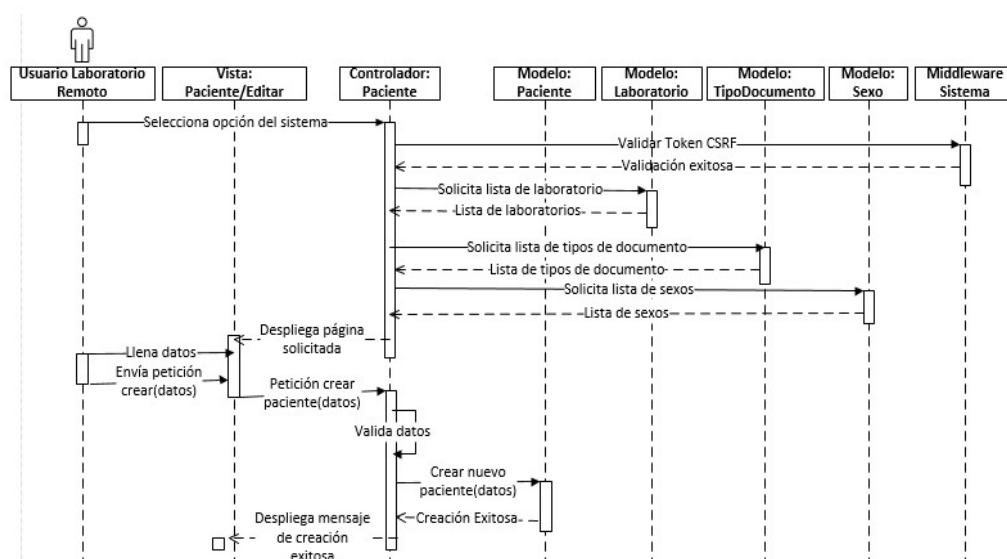 Usuario Laboratorio
Remoto
Vista:
Paciente/Editar
Controlador:
Paciente
Modelo:
Paciente
Modelo:
Laboratorio
Modelo:
TipoDocumento
Modelo:
Sexo
Middleware
Sistema
Selecciona opción del sistema
Validar Token CSRF
Validación exitosa
Solicita lista de laboratorio
Lista de laboratorios
Solicita lista de tipos de documento
Lista de tipos de documento
Solicita lista de sexos
Lista de sexos
Despliega página
solicitada
Llena datos
Envía petición
crear(datos)
Petición crear
paciente(datos)
Valida datos
Crear nuevo
paciente(datos)
Creación Exitosa
Despliega mensaje
de creación
exitosa